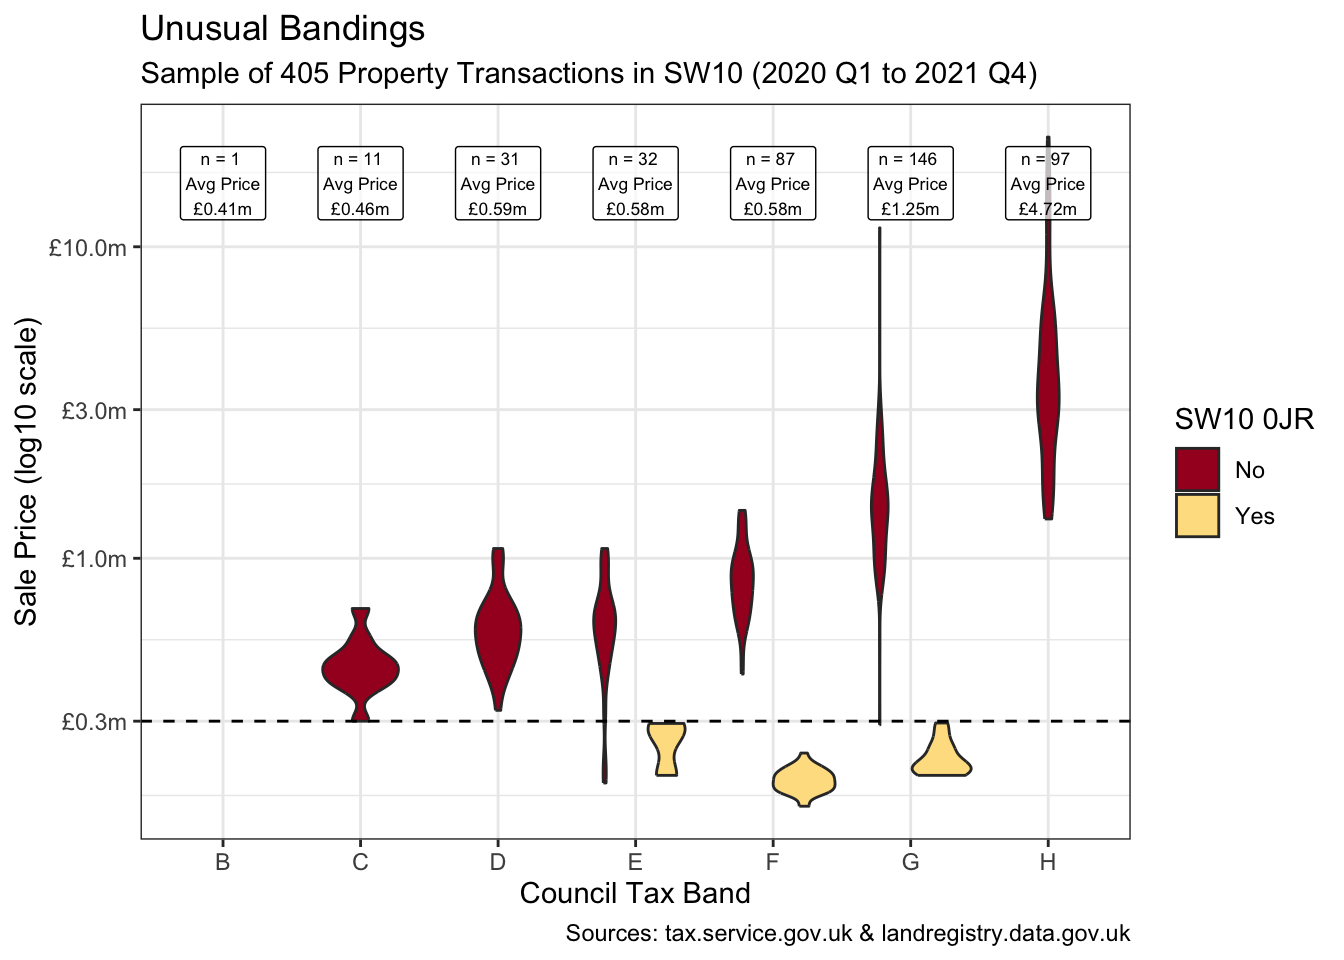 Unusual Bandings
Sample of 405 Property Transactions in SW10 (2020 Q1 to 2021 Q4)
n = 1
Avg Price
£0.41m
n = 11
Avg Price
£0.46m
n = 31
Avg Price
£0.59m
n = 32
Avg Price
£0.58m
n = 87
Avg Price
£0.58m
n = 146
Avg Price
£1.25m
n = 97
Avg Price
£4.72m
£10.0m
£3.0m
£1.0m
£0.3m
Sale Price (log10 scale)
B C D E F G H
Council Tax Band
SW10 0JR
No
Yes
Sources: tax.service.gov.uk & landregistry.data.gov.uk